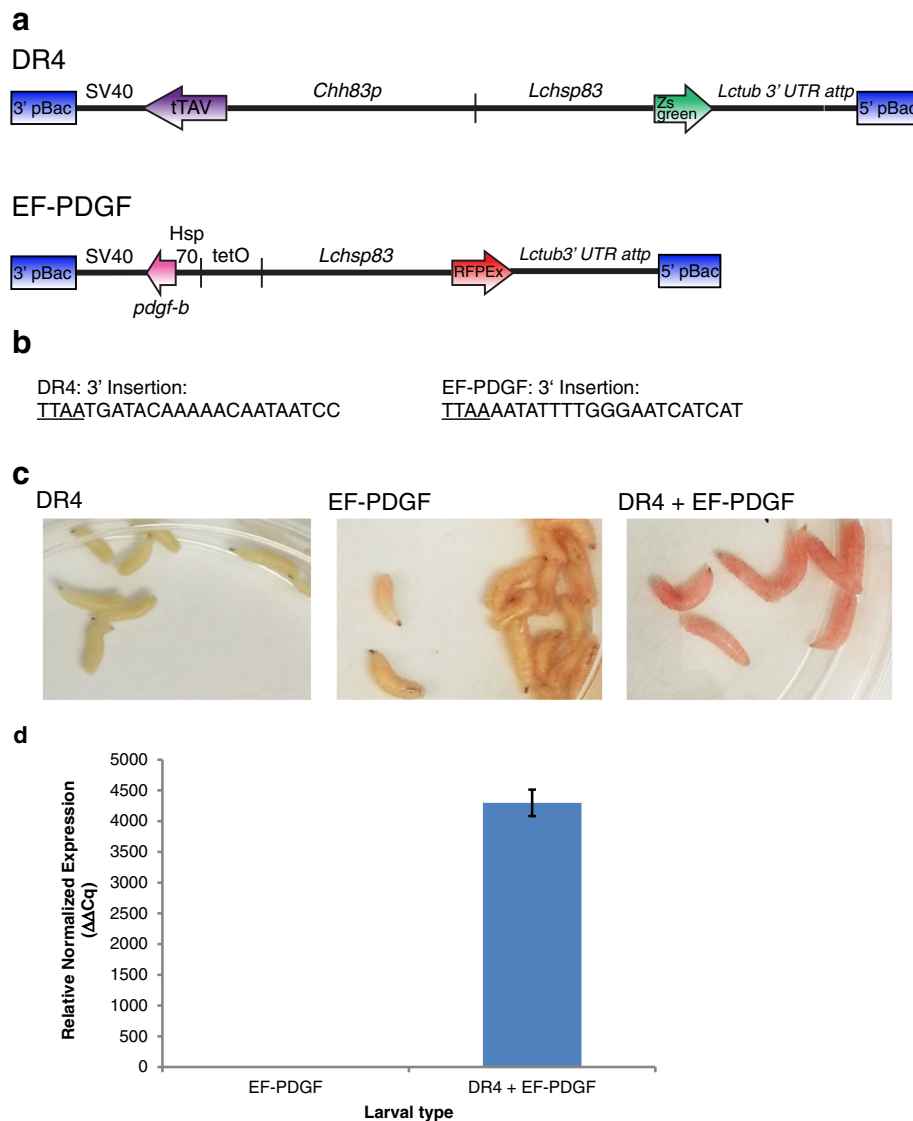 a
DR4
3' pBac
SV40
tTAV
Chh83p
Lchsp83
Zs
green
Lctub 3' UTR attp
5' pBac
EF-PDGF
3' pBac
SV40
pdgf-b
Hsp
70
tetO
Lchsp83
RFPEx
Lctub3' UTR attp
5' pBac
b
DR4: 3' Insertion:
TTAATGATACAAAAACAATAATCC
EF-PDGF: 3‘ Insertion:
TTAAAATATTTTGGGAATCATCAT
c
DR4
EF-PDGF
DR4 + EF-PDGF
d
Relative Normalized Expression
(ΔΔCq)
5000
4500
4000
3500
3000
2500
2000
1500
1000
500
0
EF-PDGF
DR4 + EF-PDGF
Larval type